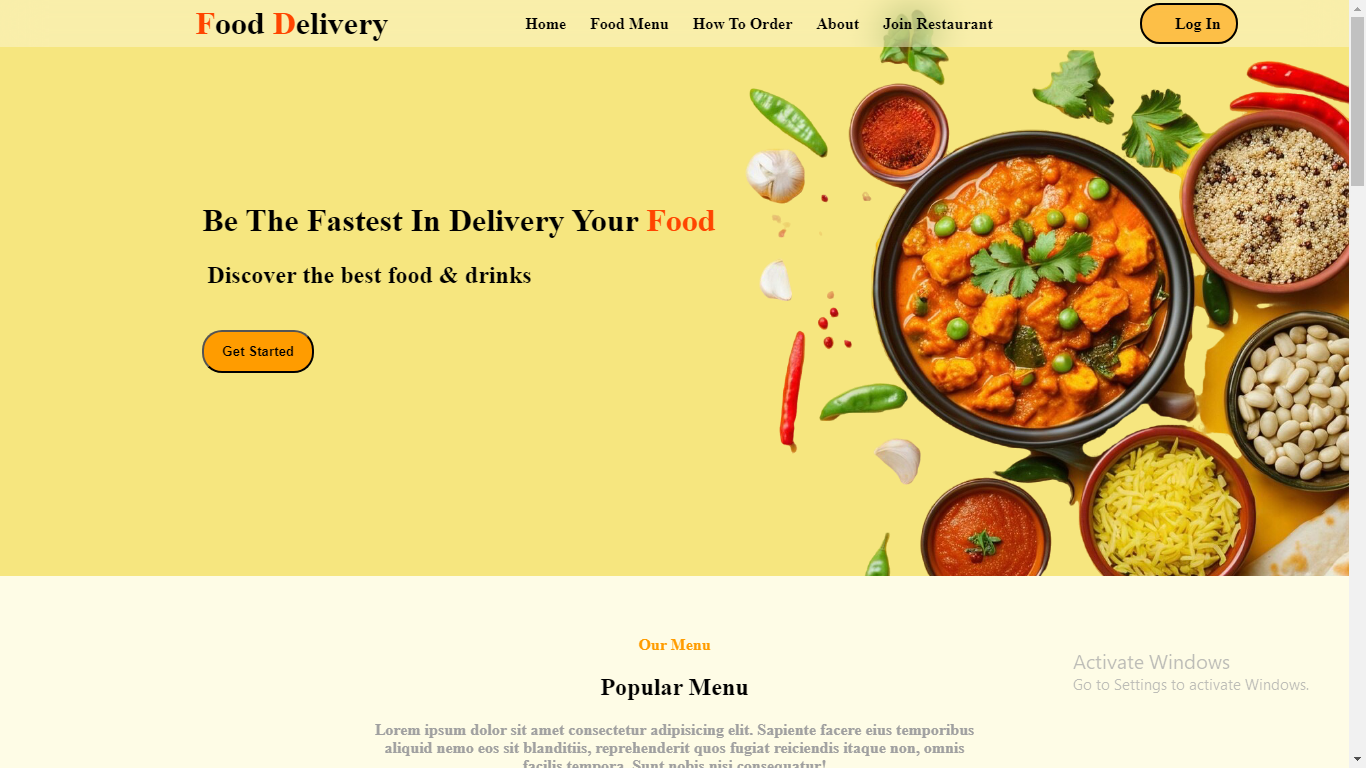 Food Delivery
Home Food Menu How To Order About Join Restaurant
Log In
Be The Fastest In Delivery Your Food
Discover the best food & drinks
Get Started
Our Menu
Popular Menu
Lorem ipsum dolor sit amet consectetur adipisicing elit. Sapiente facere eius temporibus
aliquid nemo eos sit blanditiis, reprehenderit quos fugiat reiciendis itaque non, omnis
facilis tempora. Sunt nobis nisi consequatur!
Activate Windows
Go to Settings to activate Windows.